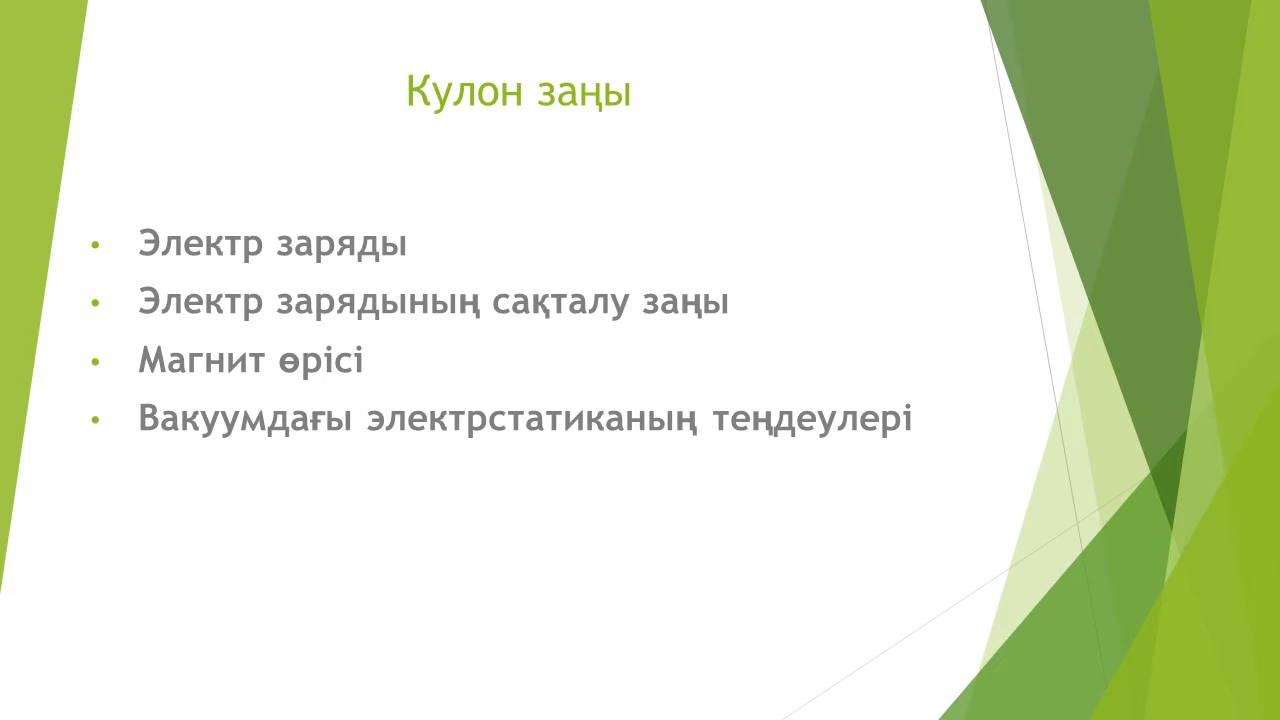 Кулон заңы
• Электр заряды
• Электр зарядының сақталу заңы
• Магнит өрісі
• Вакуумдағы электрстатиканың теңдеулері